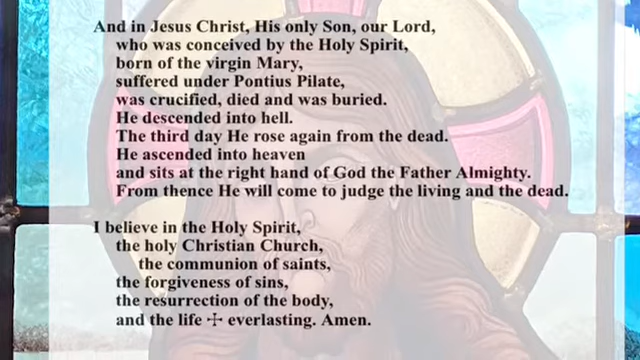 And in Jesus Christ, His only Son, our Lord,
who was conceived by the Holy Spirit,
born of the virgin Mary,
suffered under Pontius Pilate,
was crucified, died and was buried.
He descended into hell.
The third day He rose again from the dead.
He ascended into heaven
and sits at the right hand of God the Father Almighty.
From thence He will come to judge the living and the dead.
I believe in the Holy Spirit,
the holy Christian Church,
the communion of saints,
the forgiveness of sins,
the resurrection of the body,
and the life ☩ everlasting. Amen.